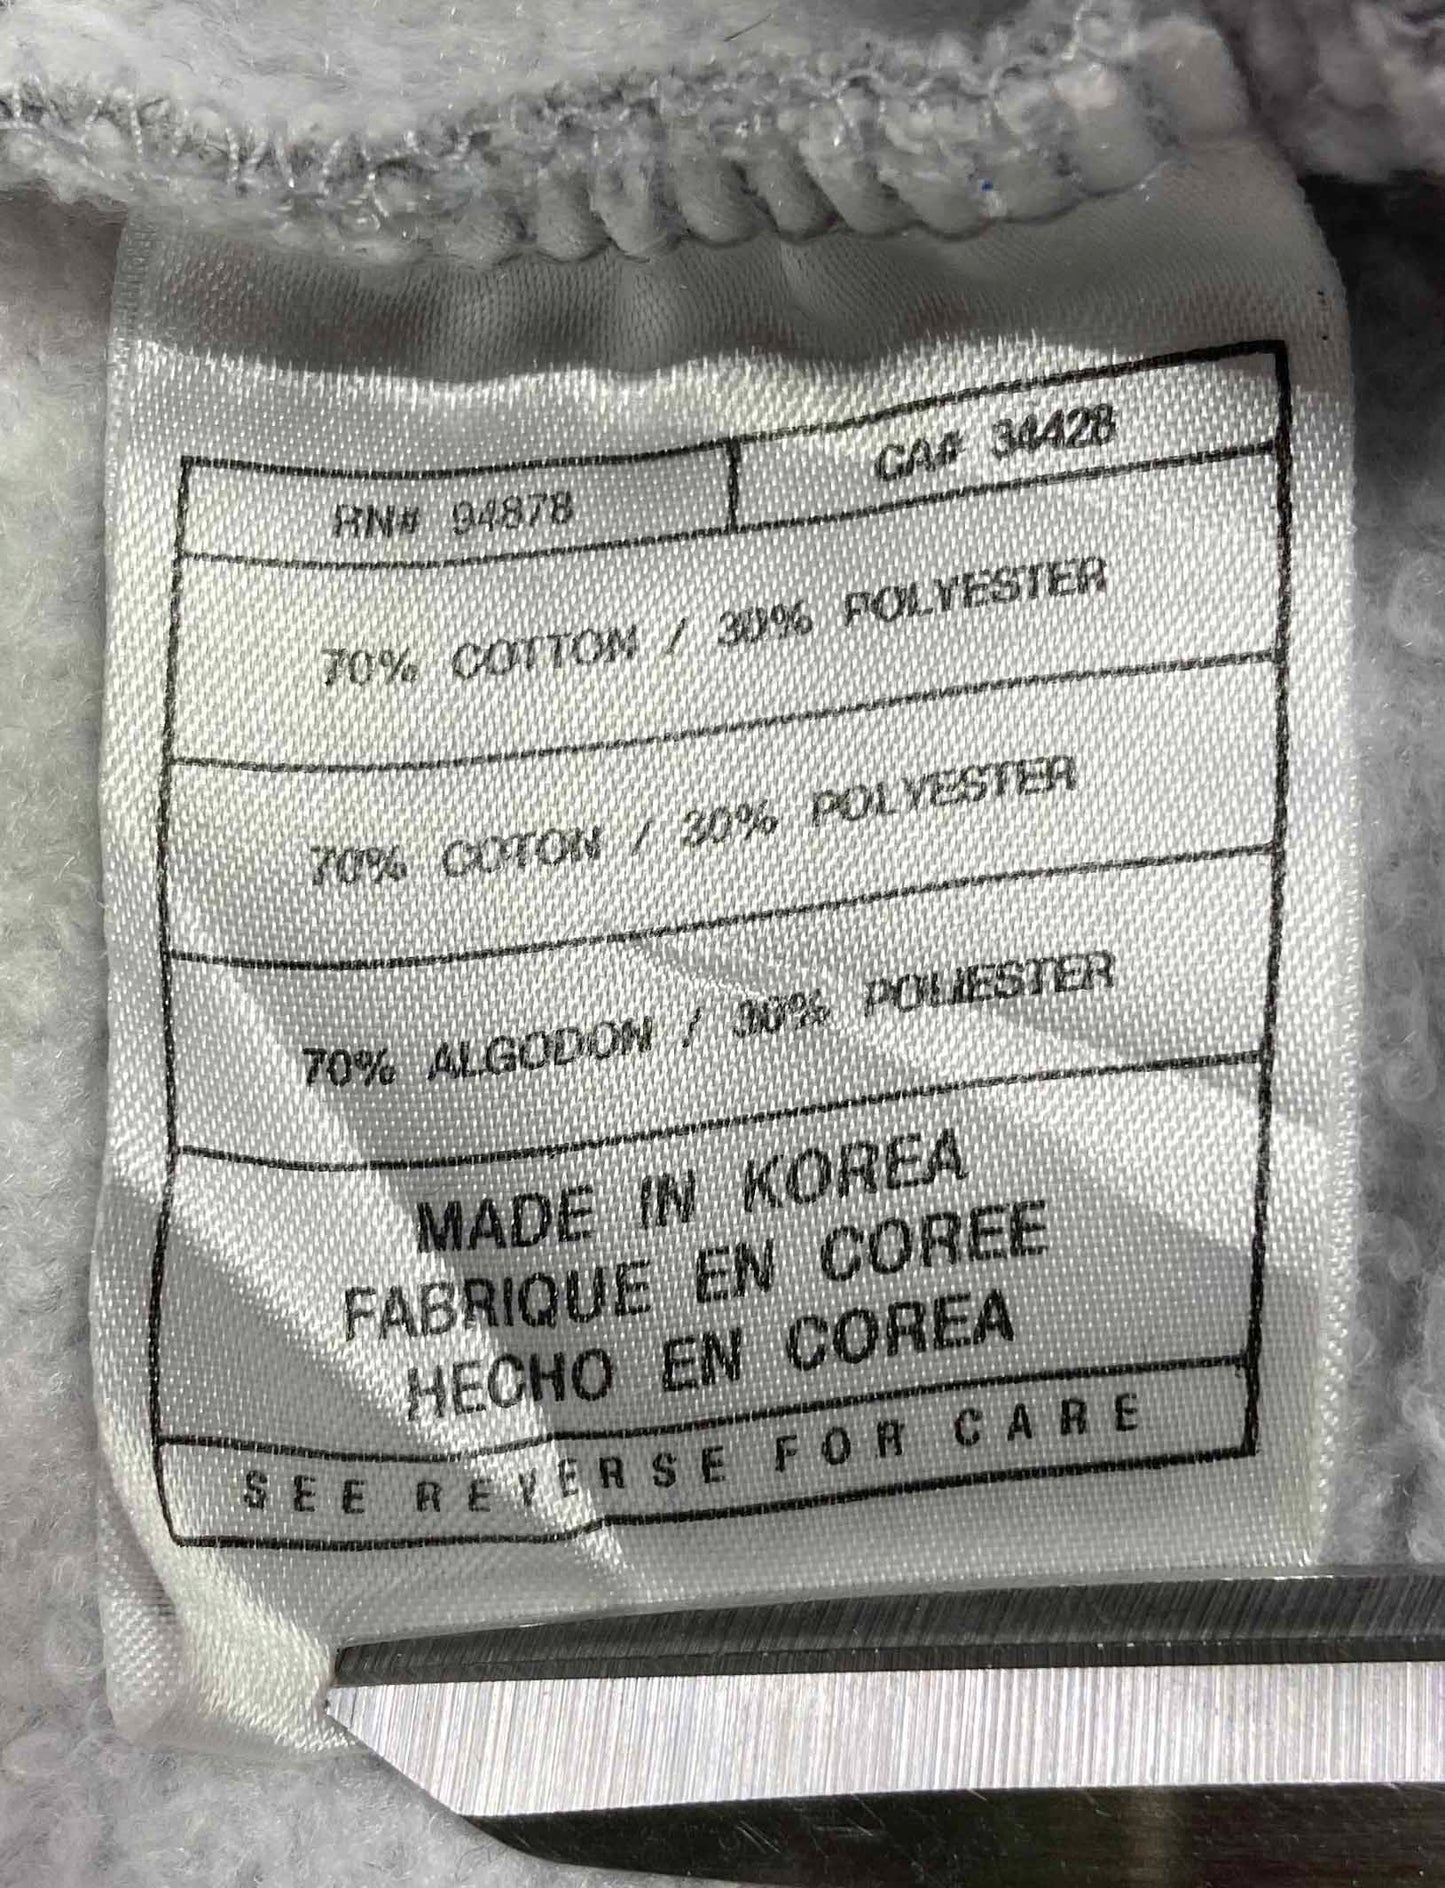 RN# 94878
CA# 34428
70% COTTON / 30% POLYESTER
70% COTON / 30% POLYESTER
70% ALGODON / 30% POLIESTER
MADE IN KOREA
FABRIQUE EN COREE
HECHO EN COREA
SEE REVERSE FOR CARE